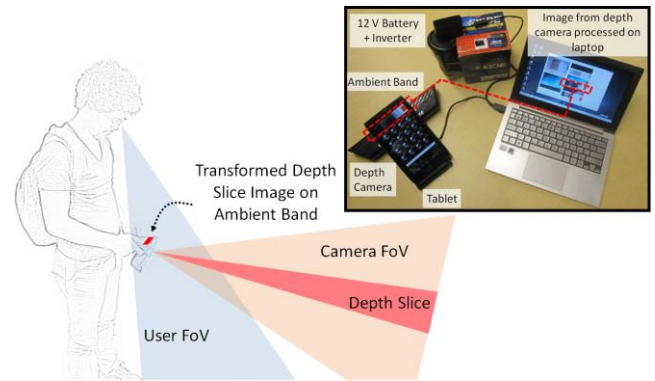 12 V Battery
+ Inverter
Image from depth
camera processed on
laptop
Ambient Band
Depth
Camera
Tablet
Transformed Depth
Slice Image on
Ambient Band
Camera FoV
Depth Slice
User FoV